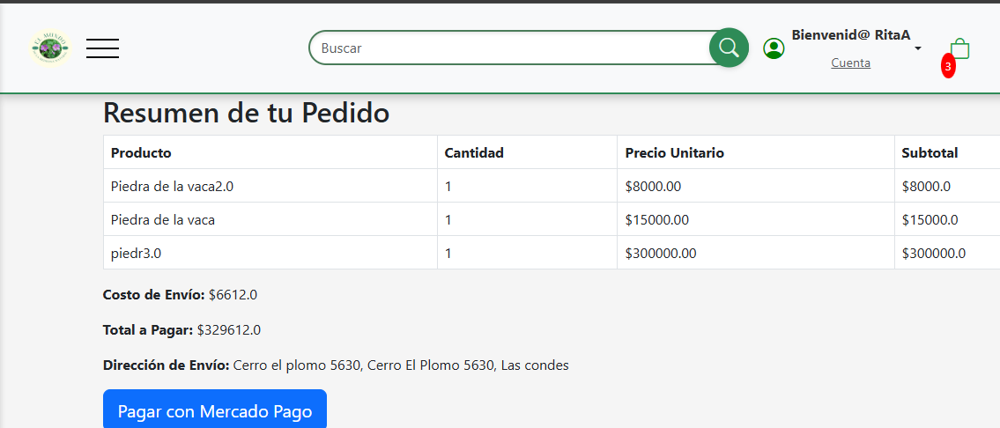 EL MONDO
Buscar
Bienvenid@ RitaA
Cuenta
3
Resumen de tu Pedido
Producto Cantidad Precio Unitario Subtotal
Piedra de la vaca2.0 1 $8000.00 $8000.0
Piedra de la vaca 1 $15000.00 $15000.0
piedr3.0 1 $300000.00 $300000.0
Costo de Envío: $6612.0
Total a Pagar: $329612.0
Dirección de Envío: Cerro el plomo 5630, Cerro El Plomo 5630, Las condes
Pagar con Mercado Pago